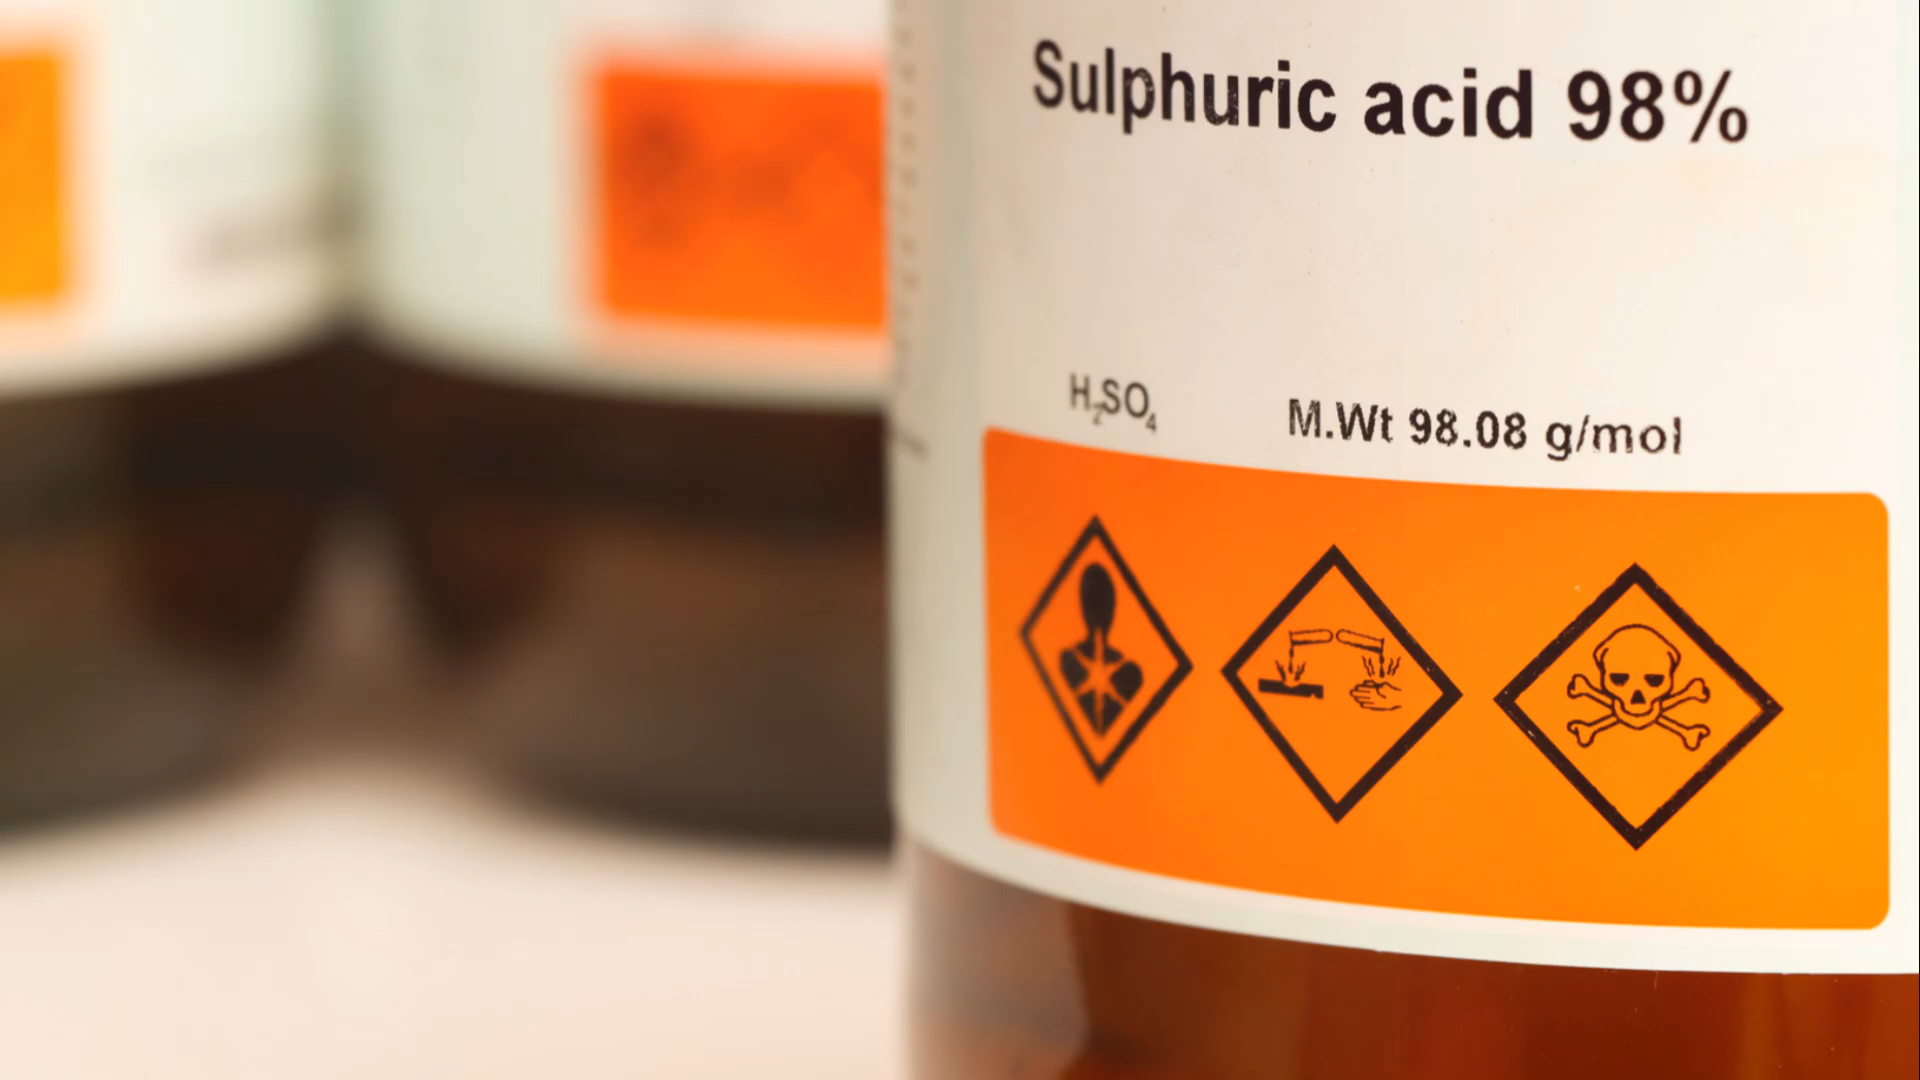 Sulphuric acid 98%
H₂SO₄
M.Wt 98.08 g/mol